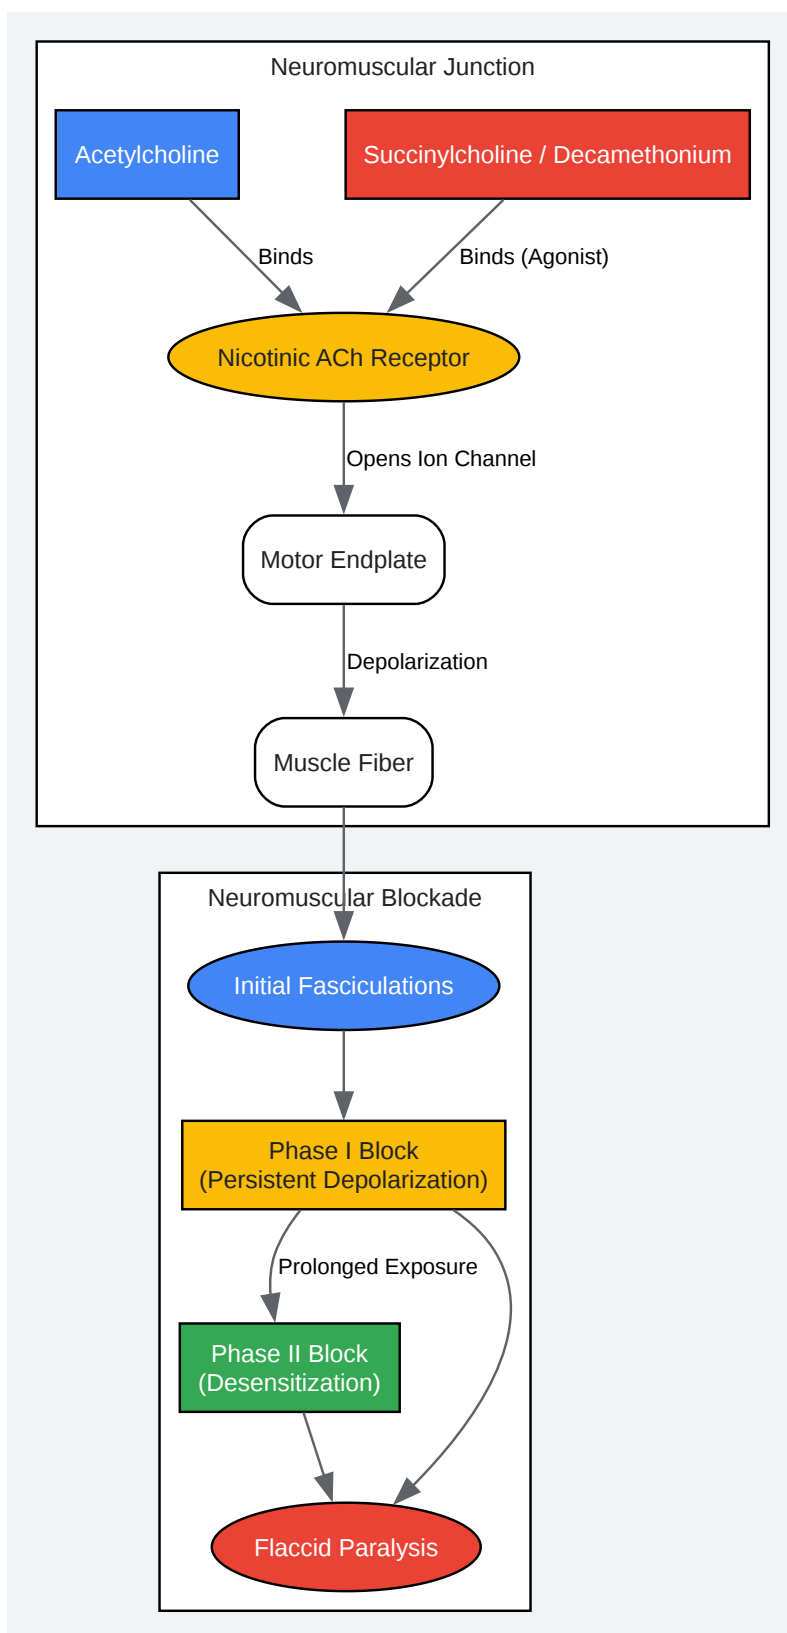 Neuromuscular Junction
Acetylcholine
Succinylcholine / Decamethonium
Binds
Binds (Agonist)
Nicotinic ACh Receptor
Opens Ion Channel
Motor Endplate
Depolarization
Muscle Fiber
Neuromuscular Blockade
Initial Fasciculations
Phase I Block
(Persistent Depolarization)
Prolonged Exposure
Phase II Block
(Desensitization)
Flaccid Paralysis